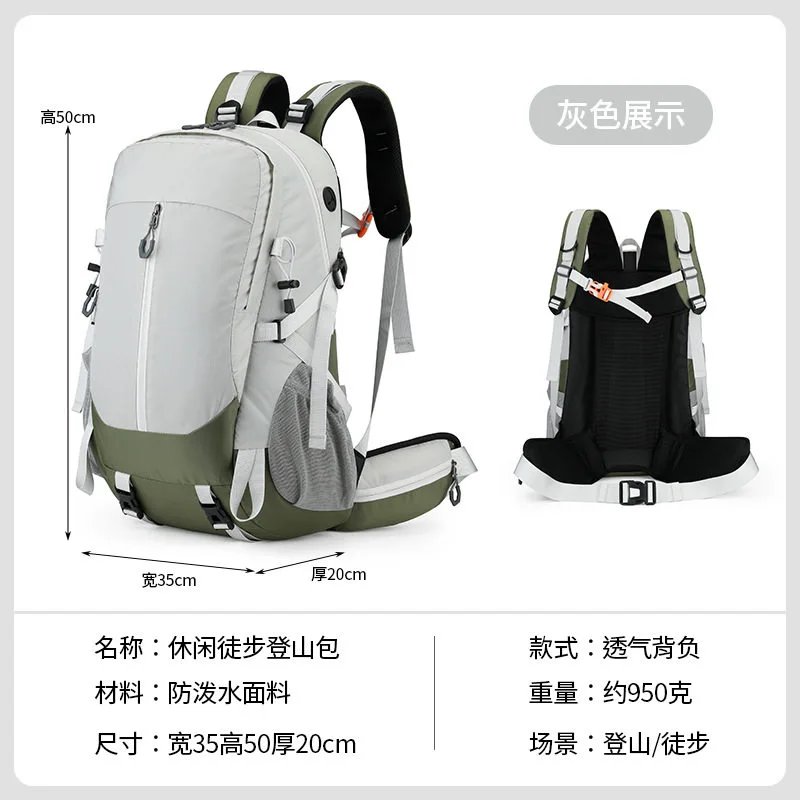 高50cm
灰色展示
宽35cm
厚20cm
名称：休闲徒步登山包
款式：透气背负
材料：防泼水面料
重量：约950克
尺寸：宽35高50厚20cm
场景：登山/徒步